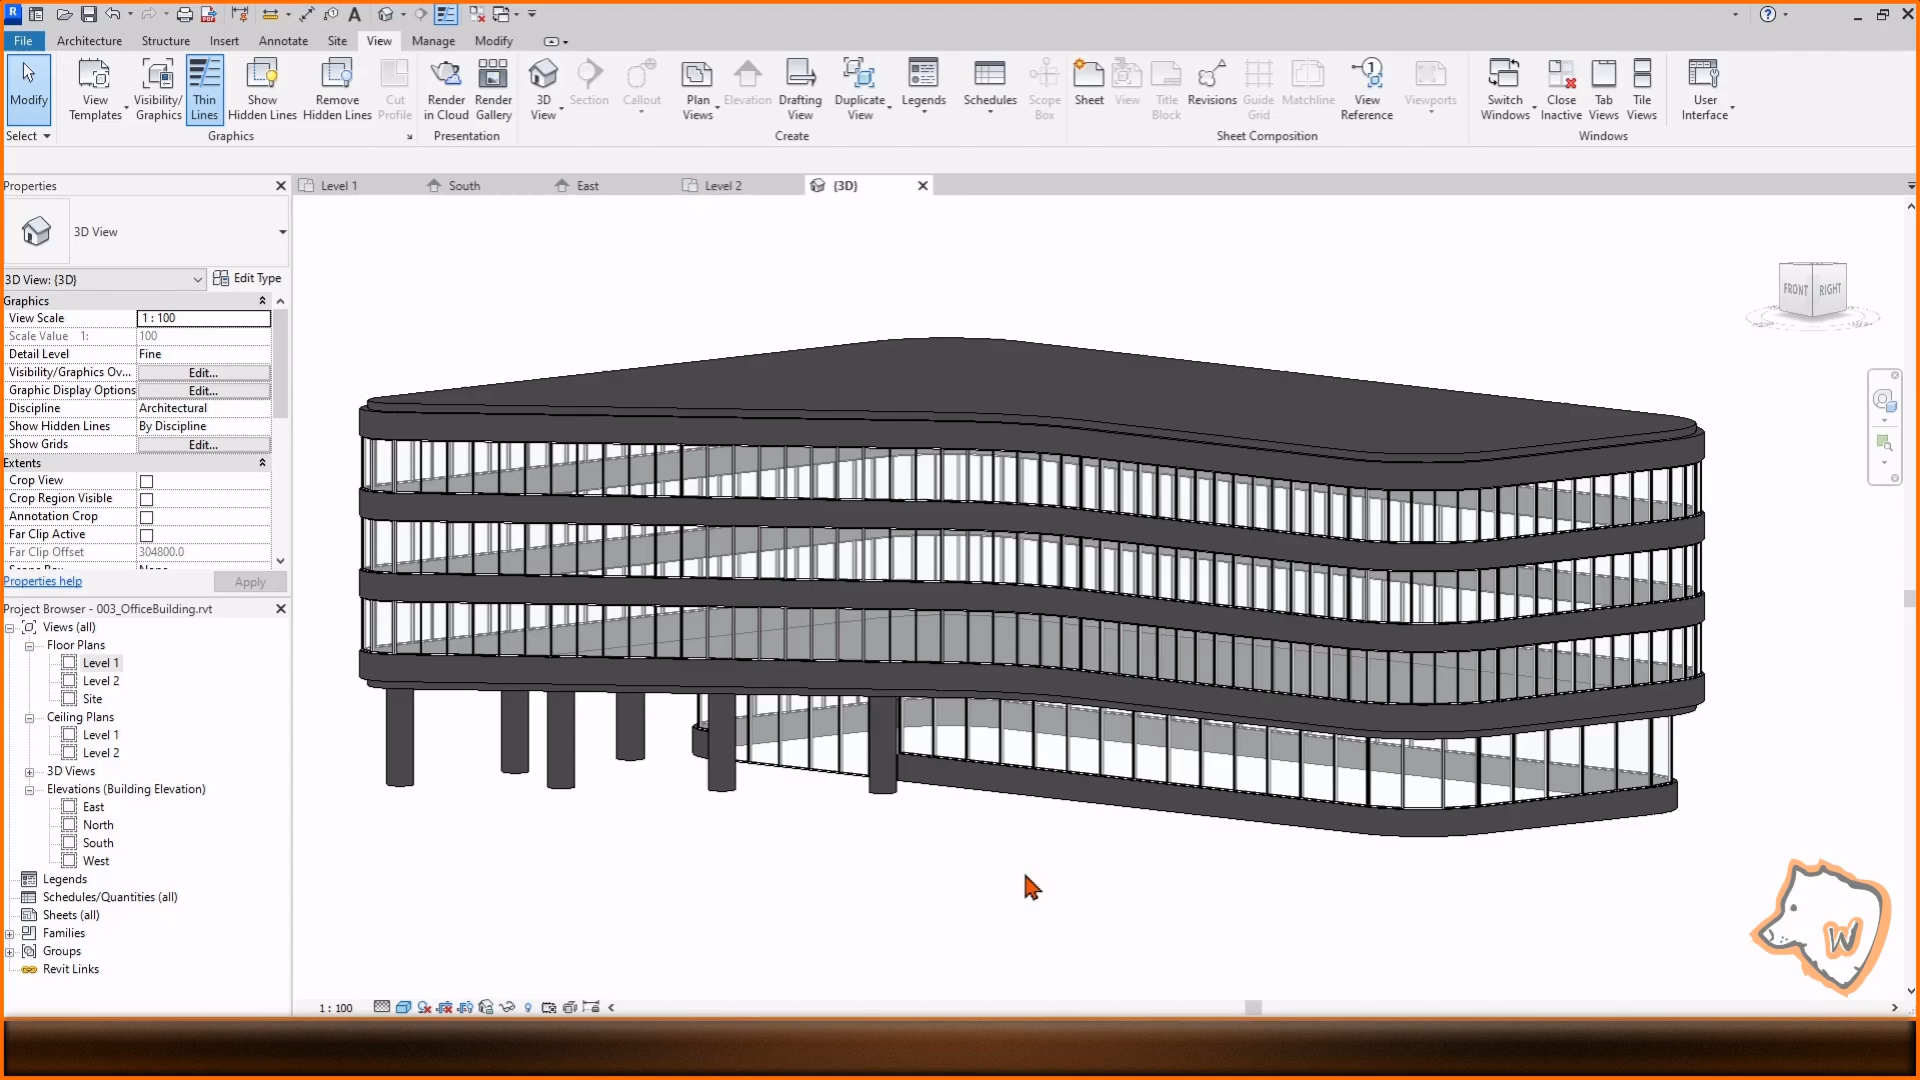 R
A
File Architecture Structure Insert Annotate Site View Manage Modify
Modify
View Templates
Visibility/ Graphics
Thin Lines
Show Hidden Lines
Remove Hidden Lines
Cut Profile
Render in Cloud
Render Gallery
3D View
Section
Callout
Plan Views
Elevation
Drafting View
Duplicate View
Legends
Schedules
Scope Box
Sheet
View
Title Block
Revisions
Guide Grid
Matchline
1
View Reference
Viewports
Switch Windows
Close Inactive
Tab Views
Tile Views
User Interface
Select Graphics Presentation Create Sheet Composition Windows
Properties
Level 1 South East Level 2 {3D}
3D View
3D View: {3D} Edit Type
Graphics
View Scale 1 : 100
Scale Value 1: 100
Detail Level Fine
Visibility/Graphics Ov... Edit...
Graphic Display Options Edit...
Discipline Architectural
Show Hidden Lines By Discipline
Show Grids Edit...
Extents
Crop View
Crop Region Visible
Annotation Crop
Far Clip Active
Far Clip Offset 304800.0
Properties help Apply
Project Browser - 003_OfficeBuilding.rvt
Views (all)
Floor Plans
Level 1
Level 2
Site
Ceiling Plans
Level 1
Level 2
3D Views
Elevations (Building Elevation)
East
North
South
West
Legends
Schedules/Quantities (all)
Sheets (all)
Families
Groups
Revit Links
FRONT RIGHT
W
1 : 100